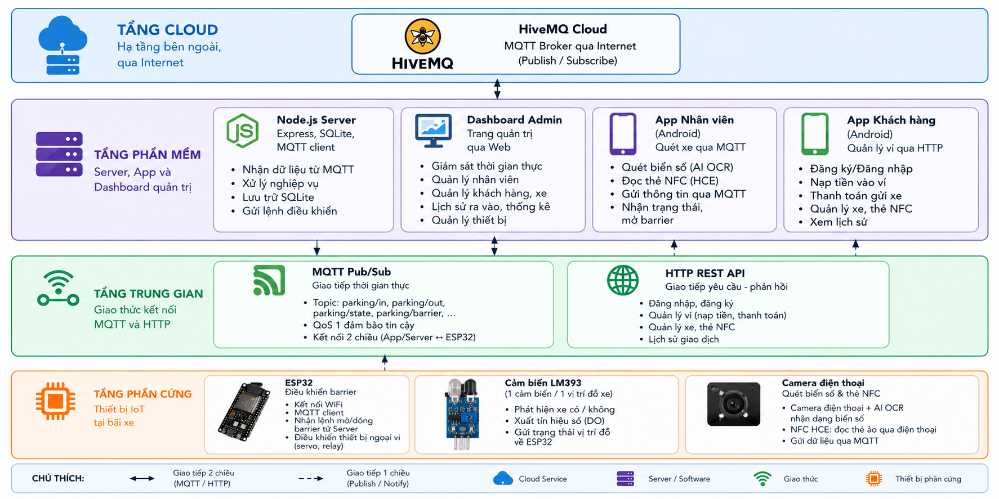 TẦNG CLOUD
Hạ tầng bên ngoài,
qua Internet
HIVEMQ
HiveMQ Cloud
MQTT Broker qua Internet
(Publish / Subscribe)
TẦNG PHẦN MỀM
Server, App và
Dashboard quản trị
JS
Node.js Server
Express, SQLite,
MQTT client
• Nhận dữ liệu từ MQTT
• Xử lý nghiệp vụ
• Lưu trữ SQLite
• Gửi lệnh điều khiển
Dashboard Admin
Trang quản trị
qua Web
• Giám sát thời gian thực
• Quản lý nhân viên
• Quản lý khách hàng, xe
• Lịch sử ra vào, thống kê
• Quản lý thiết bị
App Nhân viên
(Android)
Quét xe qua MQTT
• Quét biển số (AI OCR)
• Đọc thẻ NFC (HCE)
• Gửi thông tin qua MQTT
• Nhận trạng thái,
mở barrier
App Khách hàng
(Android)
Quản lý ví qua HTTP
• Đăng ký/Đăng nhập
• Nạp tiền vào ví
• Thanh toán gửi xe
• Quản lý xe, thẻ NFC
• Xem lịch sử
TẦNG TRUNG GIAN
Giao thức kết nối
MQTT và HTTP
MQTT Pub/Sub
Giao tiếp thời gian thực
• Topic: parking/in, parking/out,
parking/state, parking/barrier, ...
• QoS 1 đảm bảo tin cậy
• Kết nối 2 chiều (App/Server ↔ ESP32)
HTTP REST API
Giao tiếp yêu cầu - phản hồi
• Đăng nhập, đăng ký
• Quản lý ví (nạp tiền, thanh toán)
• Quản lý xe, thẻ NFC
• Lịch sử giao dịch
TẦNG PHẦN CỨNG
Thiết bị IoT
tại bãi xe
ESP32
Điều khiển barrier
• Kết nối WiFi
• MQTT client
• Nhận lệnh mở/đóng
barrier từ Server
• Điều khiển thiết bị ngoại vi
(servo, relay)
Cảm biến LM393
(1 cảm biến / 1 vị trí đỗ xe)
• Phát hiện xe có / không
• Xuất tín hiệu số (DO)
• Gửi trạng thái vị trí đỗ
về ESP32
Camera điện thoại
Quét biển số & thẻ NFC
• Camera điện thoại + AI OCR
nhận dạng biển số
• NFC HCE: đọc thẻ ảo qua điện thoại
• Gửi dữ liệu qua MQTT
CHÚ THÍCH:
Giao tiếp 2 chiều
(MQTT / HTTP)
Giao tiếp 1 chiều
(Publish / Notify)
Cloud Service
Server / Software
Giao thức
Thiết bị phần cứng